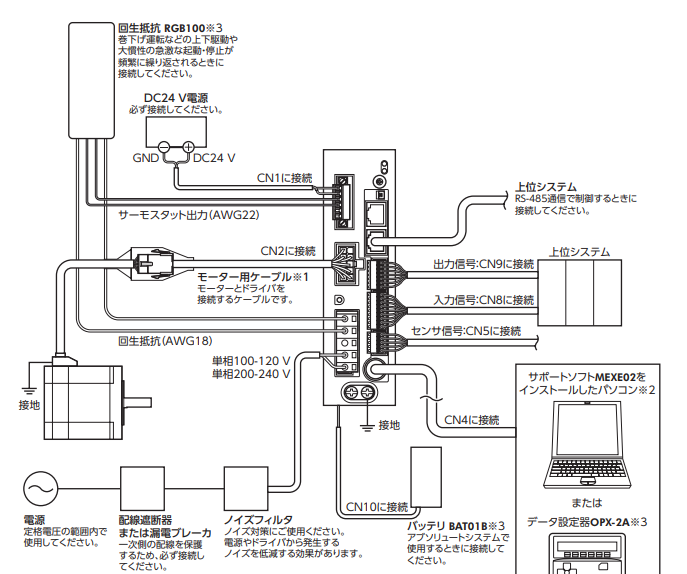 回生抵抗 RGB100※3
巻下げ運転などの上下駆動や
大慣性の急激な起動・停止が
頻繁に繰り返されるときに
接続してください。
DC24 V電源
必ず接続してください。
GND
DC24 V
CN1に接続
サーモスタット出力(AWG22)
上位システム
RS-485通信で制御するときに
接続してください。
CN2に接続
モーター用ケーブル※1
モーターとドライバを
接続するケーブルです。
出力信号:CN9に接続
上位システム
入力信号:CN8に接続
センサ信号:CN5に接続
回生抵抗(AWG18)
単相100-120 V
単相200-240 V
接地
接地
CN4に接続
サポートソフトMEXE02を
インストールしたパソコン※2
または
データ設定器OPX-2A※3
CN10に接続
バッテリ BAT01B※3
アブソリュートシステムで
使用するときに接続して
ください。
電源
定格電圧の範囲内で
使用してください。
配線遮断器
または漏電ブレーカ
一次側の配線を保護
するため、必ず接続し
てください。
ノイズフィルタ
ノイズ対策にご使用ください。
電源やドライバから発生する
ノイズを低減する効果があります。